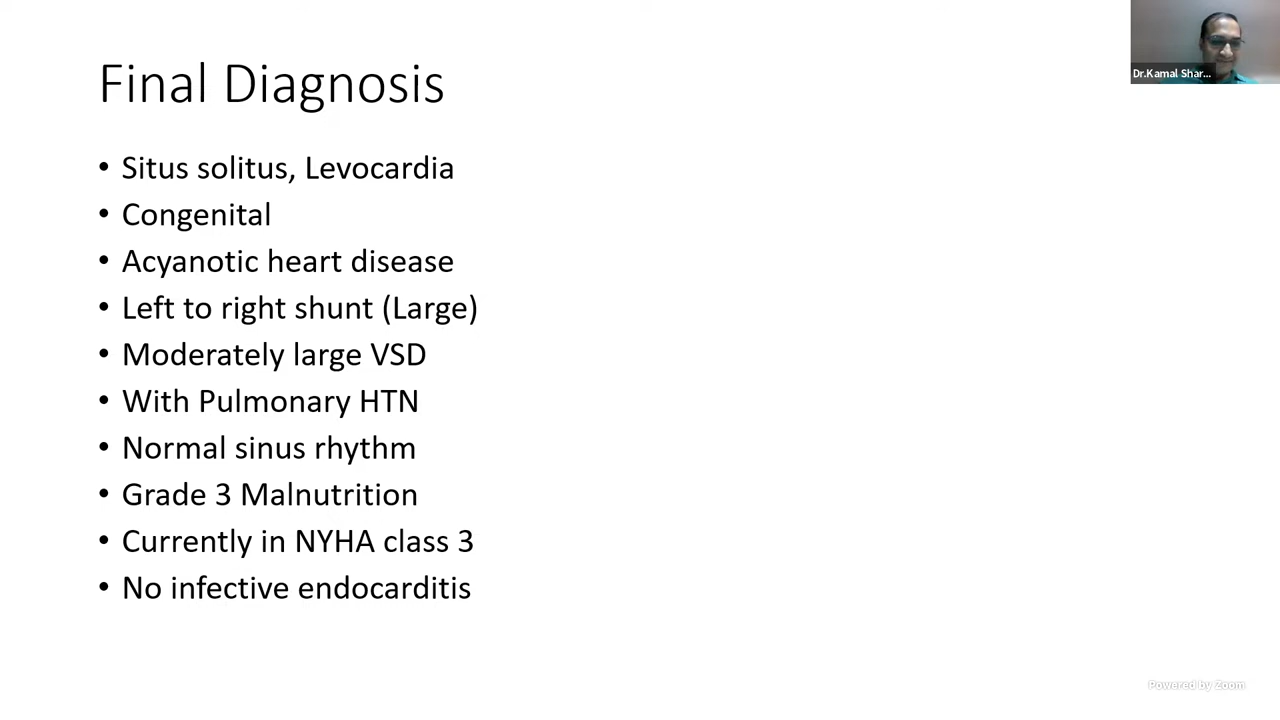 Final Diagnosis
• Situs solitus, Levocardia
• Congenital
• Acyanotic heart disease
• Left to right shunt (Large)
• Moderately large VSD
• With Pulmonary HTN
• Normal sinus rhythm
• Grade 3 Malnutrition
• Currently in NYHA class 3
• No infective endocarditis
Dr.Kamal Shar...
Powered by Zoom